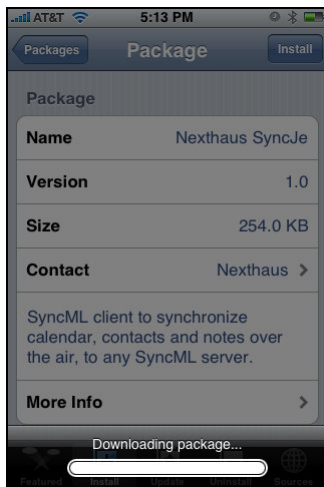 AT&T 5:13 PM
Packages Package Install
Package
Name Nexthaus SyncJe
Version 1.0
Size 254.0 KB
Contact Nexthaus >
SyncML client to synchronize
calendar, contacts and notes over
the air, to any SyncML server.
More Info >
Downloading package...
Featured Install Update Uninstall Sources